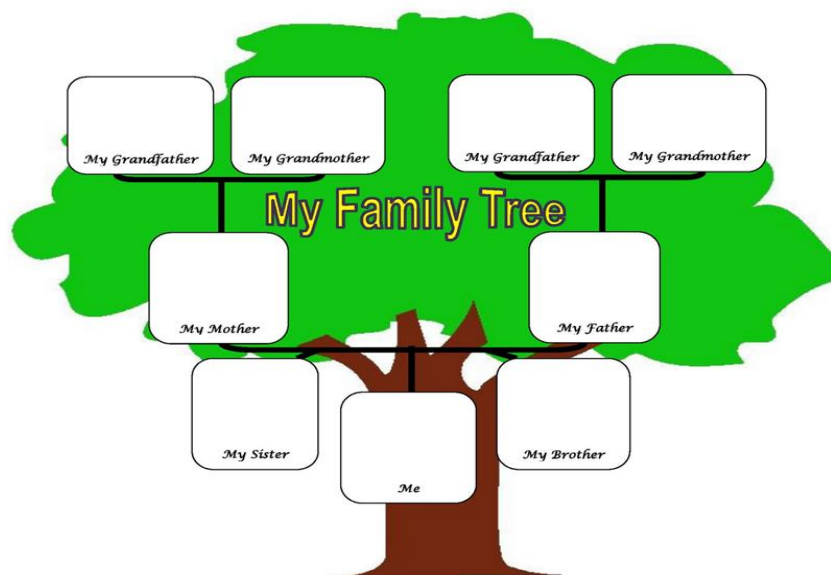 My Grandfather
My Grandmother
My Grandfather
My Grandmother
My Family Tree
My Mother
My Father
My Sister
My Brother
Me